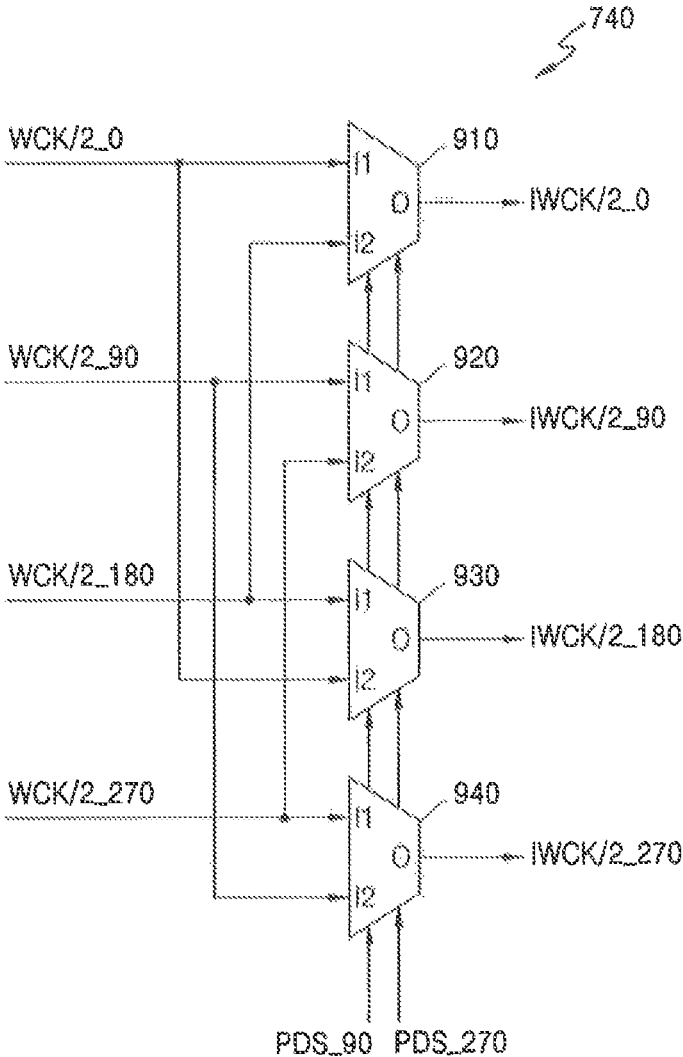 740
WCK/2_0
910
I1
O
IWCK/2_0
I2
WCK/2_90
920
I1
O
IWCK/2_90
I2
WCK/2_180
930
I1
O
IWCK/2_180
I2
WCK/2_270
940
I1
O
IWCK/2_270
I2
PDS_90 PDS_270